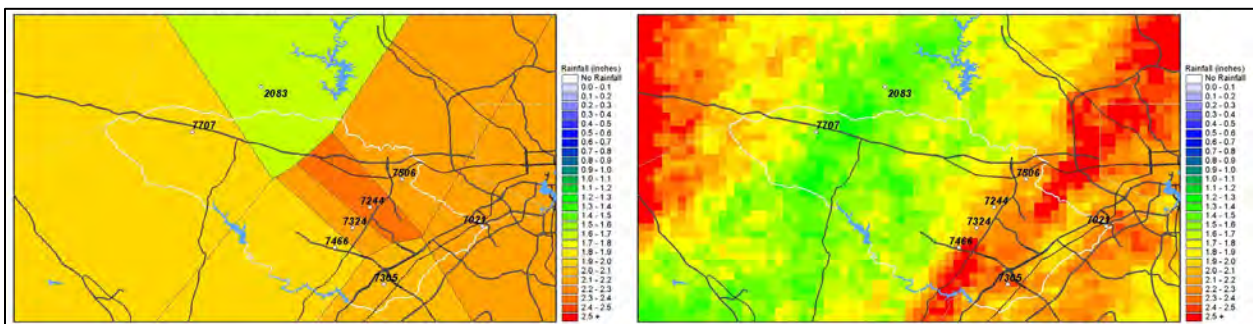 2083
7707
7506
7244
7324
7021
7466
7305
Rainfall (inches)
No Rainfall
0.0 - 0.1
0.1 - 0.2
0.2 - 0.3
0.3 - 0.4
0.4 - 0.5
0.5 - 0.6
0.6 - 0.7
0.7 - 0.8
0.8 - 0.9
0.9 - 1.0
1.0 - 1.1
1.1 - 1.2
1.2 - 1.3
1.3 - 1.4
1.4 - 1.5
1.5 - 1.6
1.6 - 1.7
1.7 - 1.8
1.8 - 1.9
1.9 - 2.0
2.0 - 2.1
2.1 - 2.2
2.2 - 2.3
2.3 - 2.4
2.4 - 2.5
2.5 +
2083
7707
7506
7244
7324
7021
7466
7305
Rainfall (inches)
No Rainfall
0.0 - 0.1
0.1 - 0.2
0.2 - 0.3
0.3 - 0.4
0.4 - 0.5
0.5 - 0.6
0.6 - 0.7
0.7 - 0.8
0.8 - 0.9
0.9 - 1.0
1.0 - 1.1
1.1 - 1.2
1.2 - 1.3
1.3 - 1.4
1.4 - 1.5
1.5 - 1.6
1.6 - 1.7
1.7 - 1.8
1.8 - 1.9
1.9 - 2.0
2.0 - 2.1
2.1 - 2.2
2.2 - 2.3
2.3 - 2.4
2.4 - 2.5
2.5 +